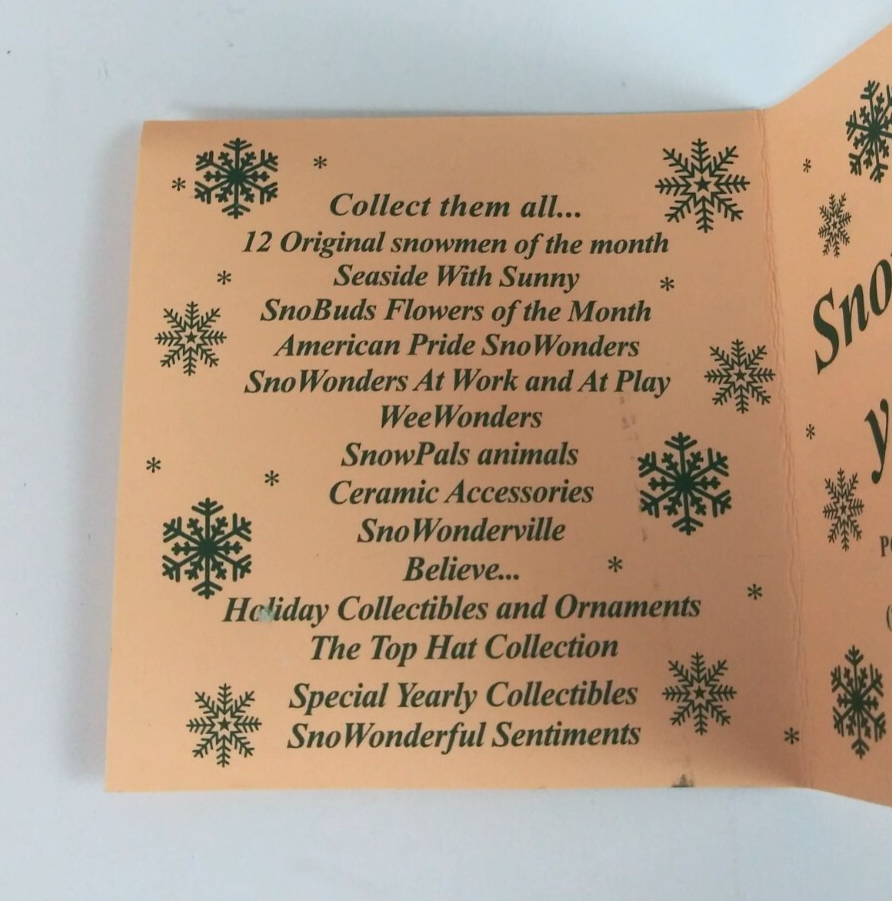 Collect them all...
12 Original snowmen of the month
Seaside With Sunny
SnoBuds Flowers of the Month
American Pride SnoWonders
SnoWonders At Work and At Play
WeeWonders
SnowPals animals
Ceramic Accessories
SnoWonderville
Believe...
Holiday Collectibles and Ornaments
The Top Hat Collection
Special Yearly Collectibles
SnoWonderful Sentiments